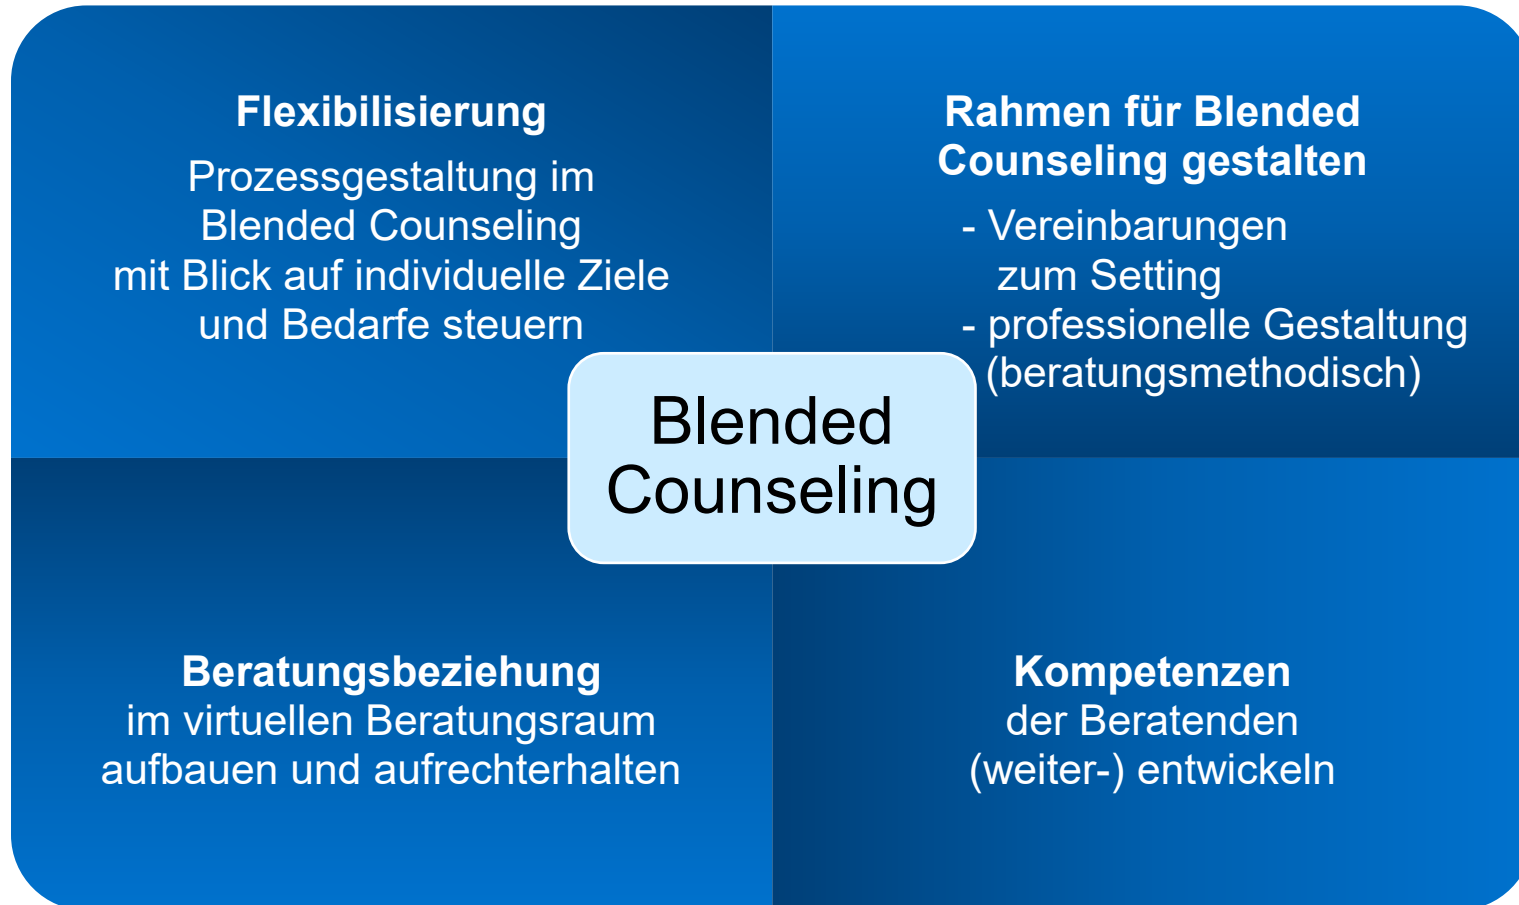 Flexibilisierung
Prozessgestaltung im
Blended Counseling
mit Blick auf individuelle Ziele
und Bedarfe steuern
Rahmen für Blended
Counseling gestalten
- Vereinbarungen
zum Setting
- professionelle Gestaltung
(beratungsmethodisch)
Blended
Counseling
Beratungsbeziehung
im virtuellen Beratungsraum
aufbauen und aufrechterhalten
Kompetenzen
der Beratenden
(weiter-) entwickeln